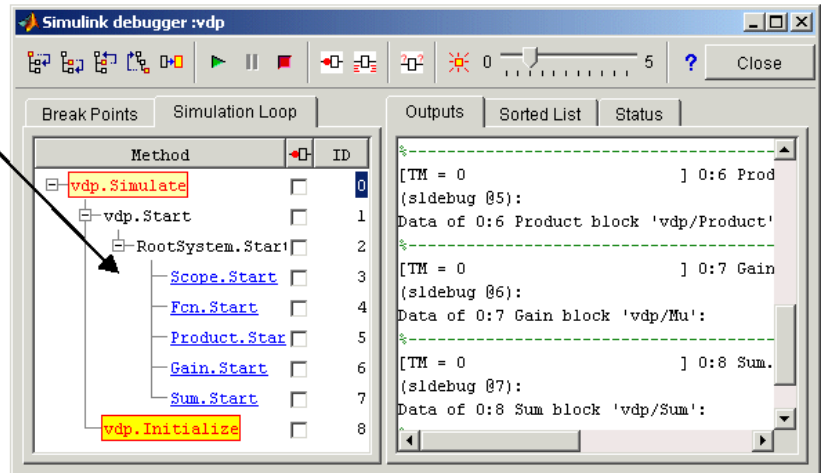 Simulink debugger :vdp
0 5 ? Close
Break Points Simulation Loop
Method ID
vdp.Simulate 0
vdp.Start 1
RootSystem.Start 2
Scope.Start 3
Fcn.Start 4
Product.Star 5
Gain.Start 6
Sum.Start 7
vdp.Initialize 8
Outputs Sorted List Status
%----------------------------------------
[TM = 0 ] 0:6 Prod
(sldebug @5):
Data of 0:6 Product block 'vdp/Product'
%----------------------------------------
[TM = 0 ] 0:7 Gain
(sldebug @6):
Data of 0:7 Gain block 'vdp/Mu':
%----------------------------------------
[TM = 0 ] 0:8 Sum.
(sldebug @7):
Data of 0:8 Sum block 'vdp/Sum':